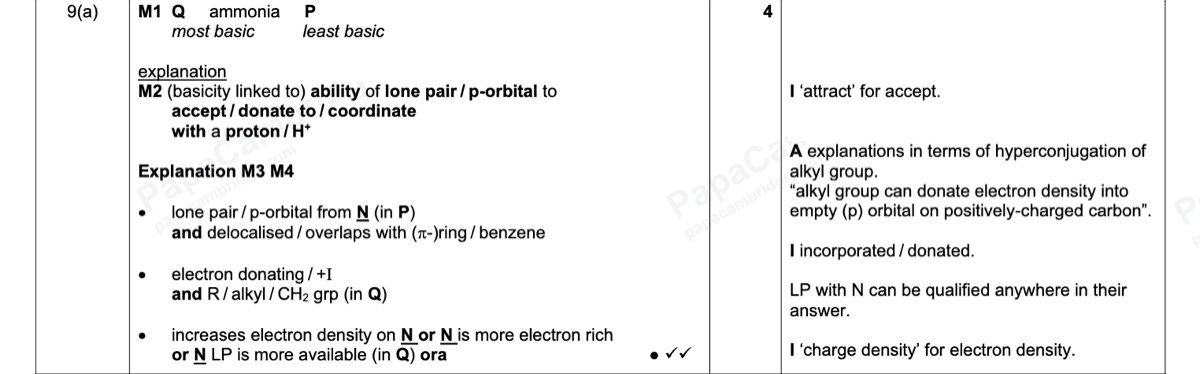 9(a)
M1 Q ammonia P
most basic least basic
4
explanation
M2 (basicity linked to) ability of lone pair / p-orbital to
accept / donate to / coordinate
with a proton / H⁺
I 'attract' for accept.
Explanation M3 M4
A explanations in terms of hyperconjugation of
alkyl group.
"alkyl group can donate electron density into
empty (p) orbital on positively-charged carbon".
• lone pair / p-orbital from N (in P)
and delocalised / overlaps with (π-)ring / benzene
I incorporated / donated.
• electron donating / +I
and R / alkyl / CH₂ grp (in Q)
LP with N can be qualified anywhere in their
answer.
• increases electron density on N or N is more electron rich
or N LP is more available (in Q) ora
• ✓✓
I 'charge density' for electron density.